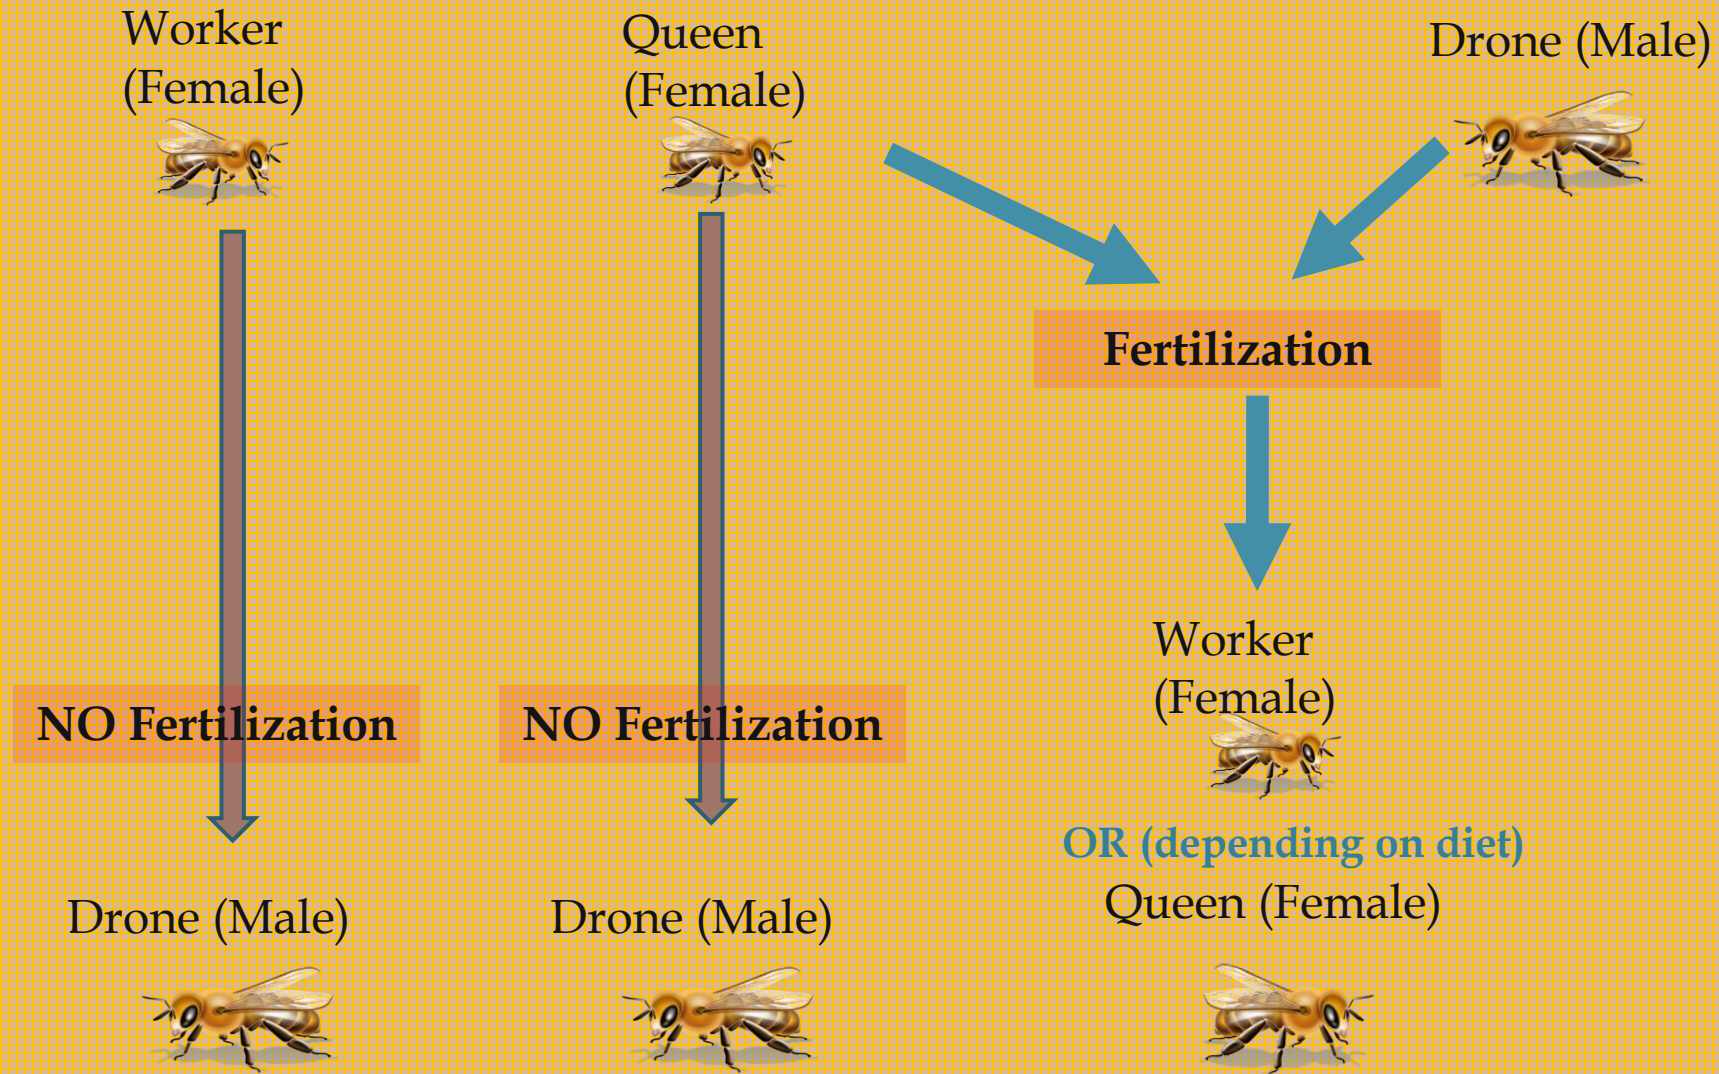 Worker
(Female)
Queen
(Female)
Drone (Male)
Fertilization
NO Fertilization
NO Fertilization
Worker
(Female)
OR (depending on diet)
Queen (Female)
Drone (Male)
Drone (Male)